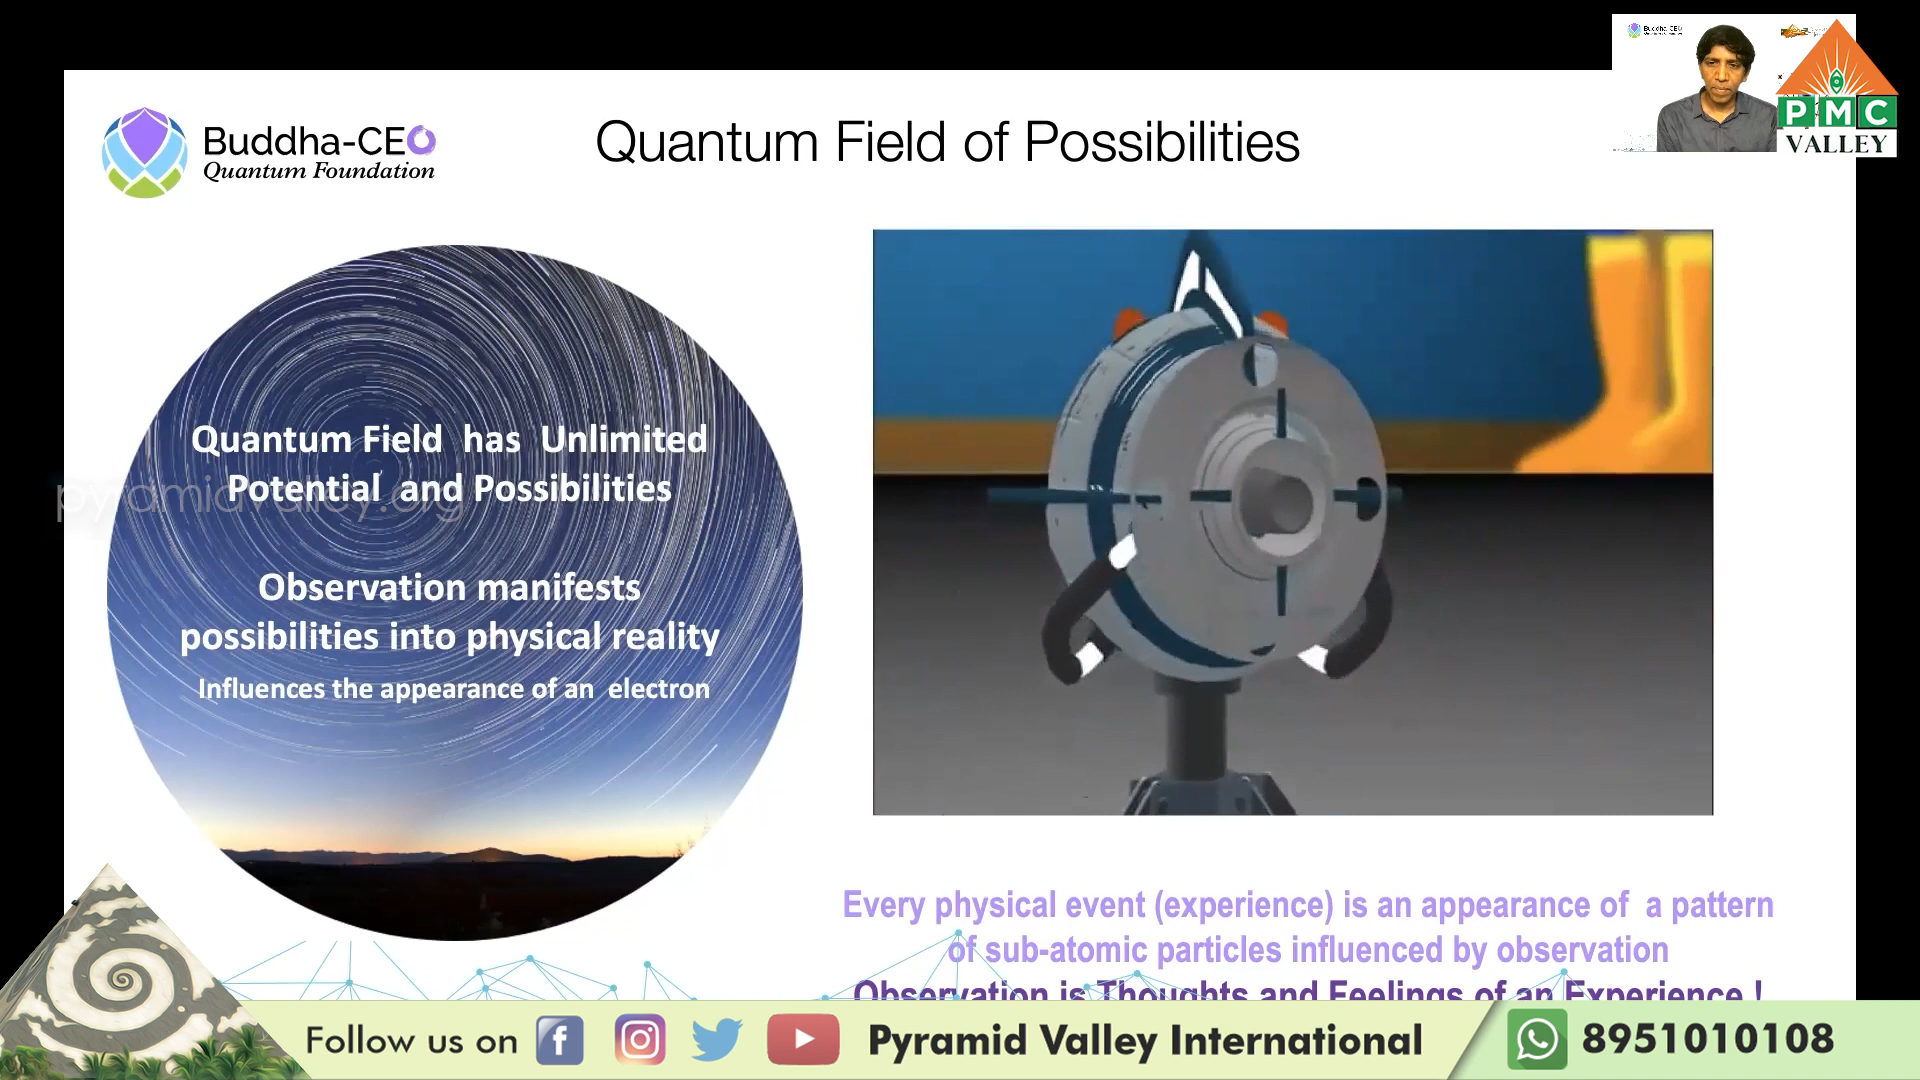 Buddha-CEO
Quantum Foundation
Quantum Field of Possibilities
Buddha-CEO
PMC
VALLEY
Quantum Field has Unlimited
Potential and Possibilities
pyramidvalley.org
Observation manifests
possibilities into physical reality
Influences the appearance of an electron
Every physical event (experience) is an appearance of a pattern
of sub-atomic particles influenced by observation
Observation is Thoughts and Feelings of an Experience !
Follow us on
Pyramid Valley International
8951010108